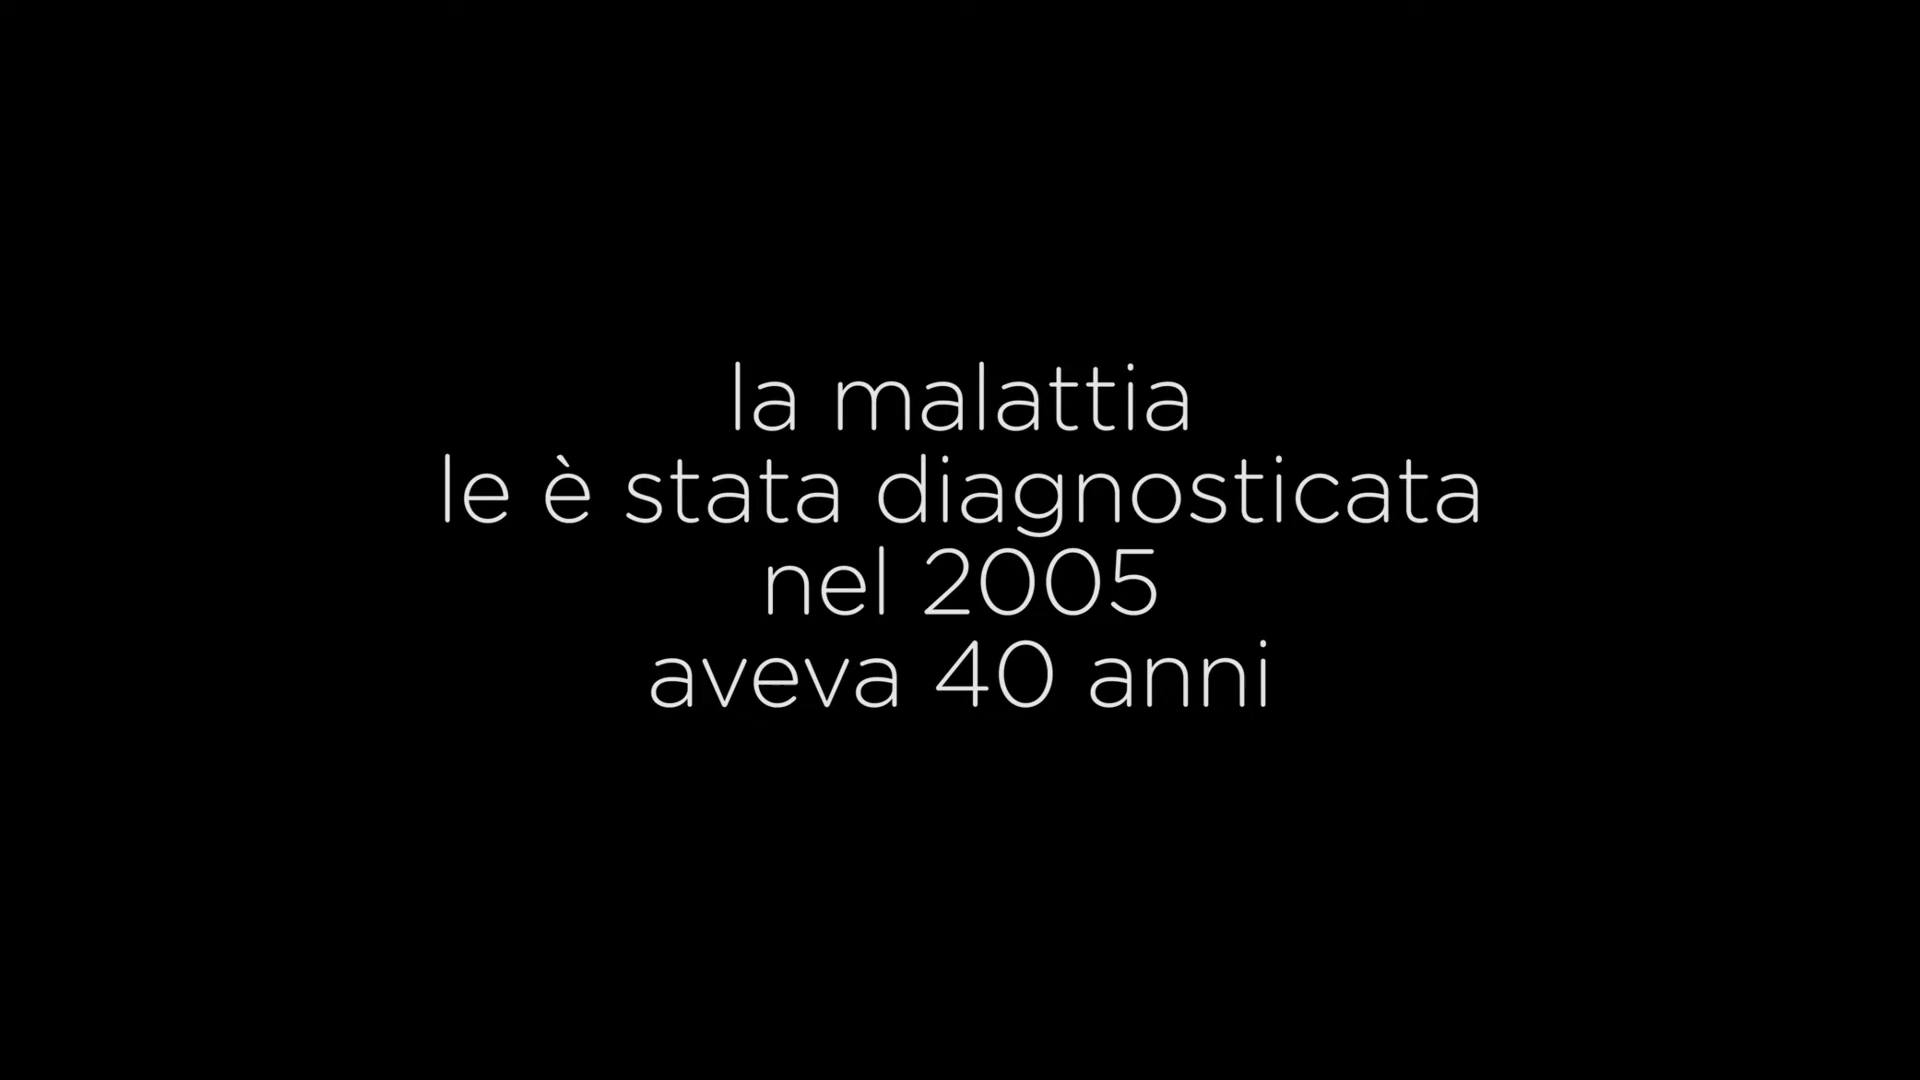 la malattia
le è stata diagnosticata
nel 2005
aveva 40 anni